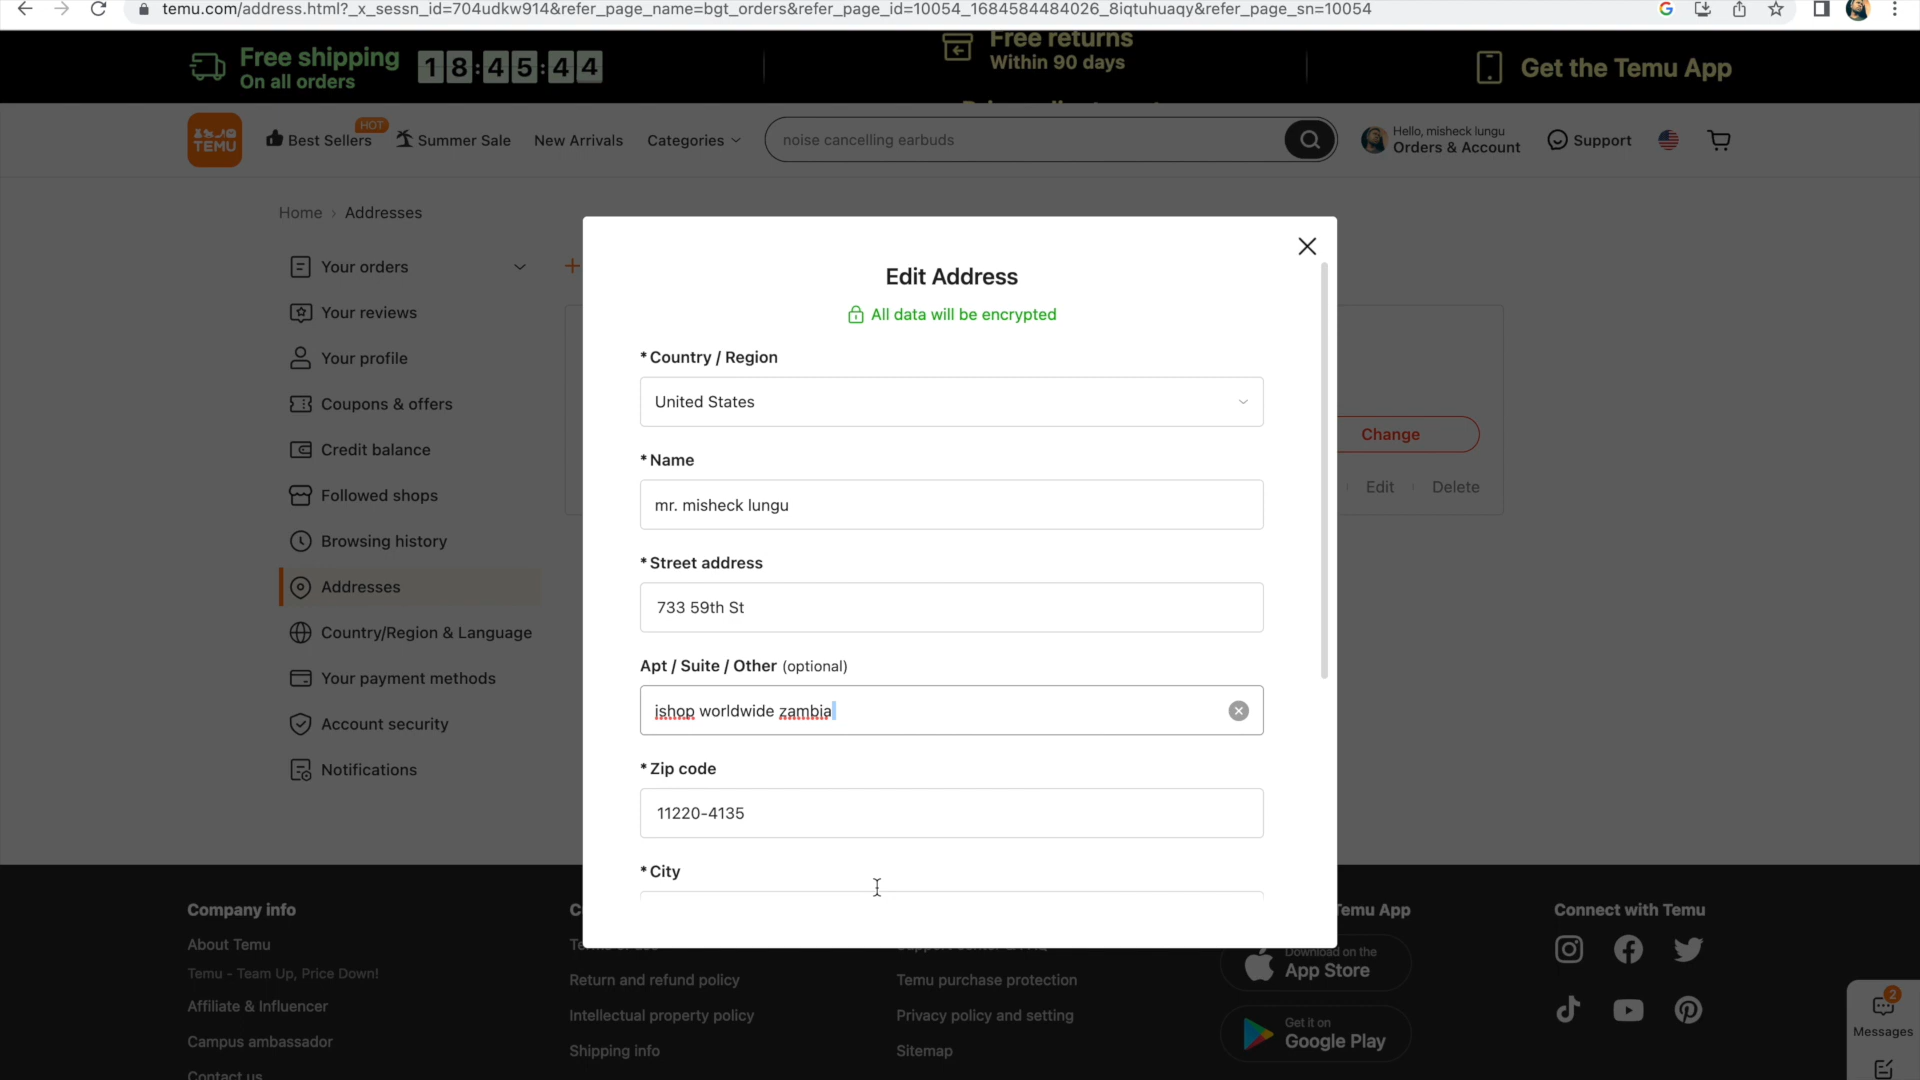 temu.com/address.html?_x_sessn_id=704udkw914&refer_page_name=bgt_orders&refer_page_id=10054_1684584484026_8iqtuhuaqy&refer_page_sn=10054
Free shipping
On all orders
18:45:44
Free returns
Within 90 days
Get the Temu App
TEMU
Best Sellers
HOT
Summer Sale
New Arrivals
Categories
noise cancelling earbuds
Hello, misheck lungu
Orders & Account
Support
Home › Addresses
Your orders
Your reviews
Your profile
Coupons & offers
Credit balance
Followed shops
Browsing history
Addresses
Country/Region & Language
Your payment methods
Account security
Notifications
Edit Address
All data will be encrypted
* Country / Region
United States
* Name
mr. misheck lungu
* Street address
733 59th St
Apt / Suite / Other (optional)
ishop worldwide zambia
* Zip code
11220-4135
* City
Change
Edit
Delete
Company info
About Temu
Temu - Team Up, Price Down!
Affiliate & Influencer
Campus ambassador
Contact us
Return and refund policy
Intellectual property policy
Shipping info
Temu purchase protection
Privacy policy and setting
Sitemap
Temu App
Download on the
App Store
Get it on
Google Play
Connect with Temu
2
Messages